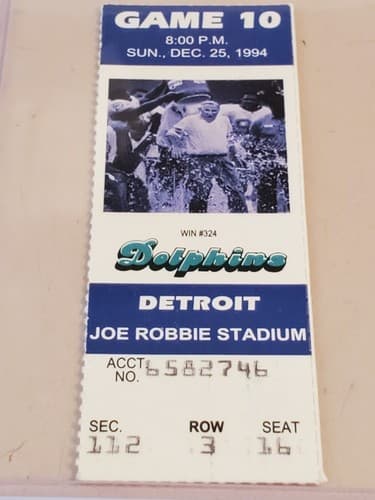 GAME 10
8:00 P.M.
SUN., DEC. 25, 1994
WIN #324
Dolphins
DETROIT
JOE ROBBIE STADIUM
ACCT. NO. 6582746
SEC. ROW SEAT
112 3 16